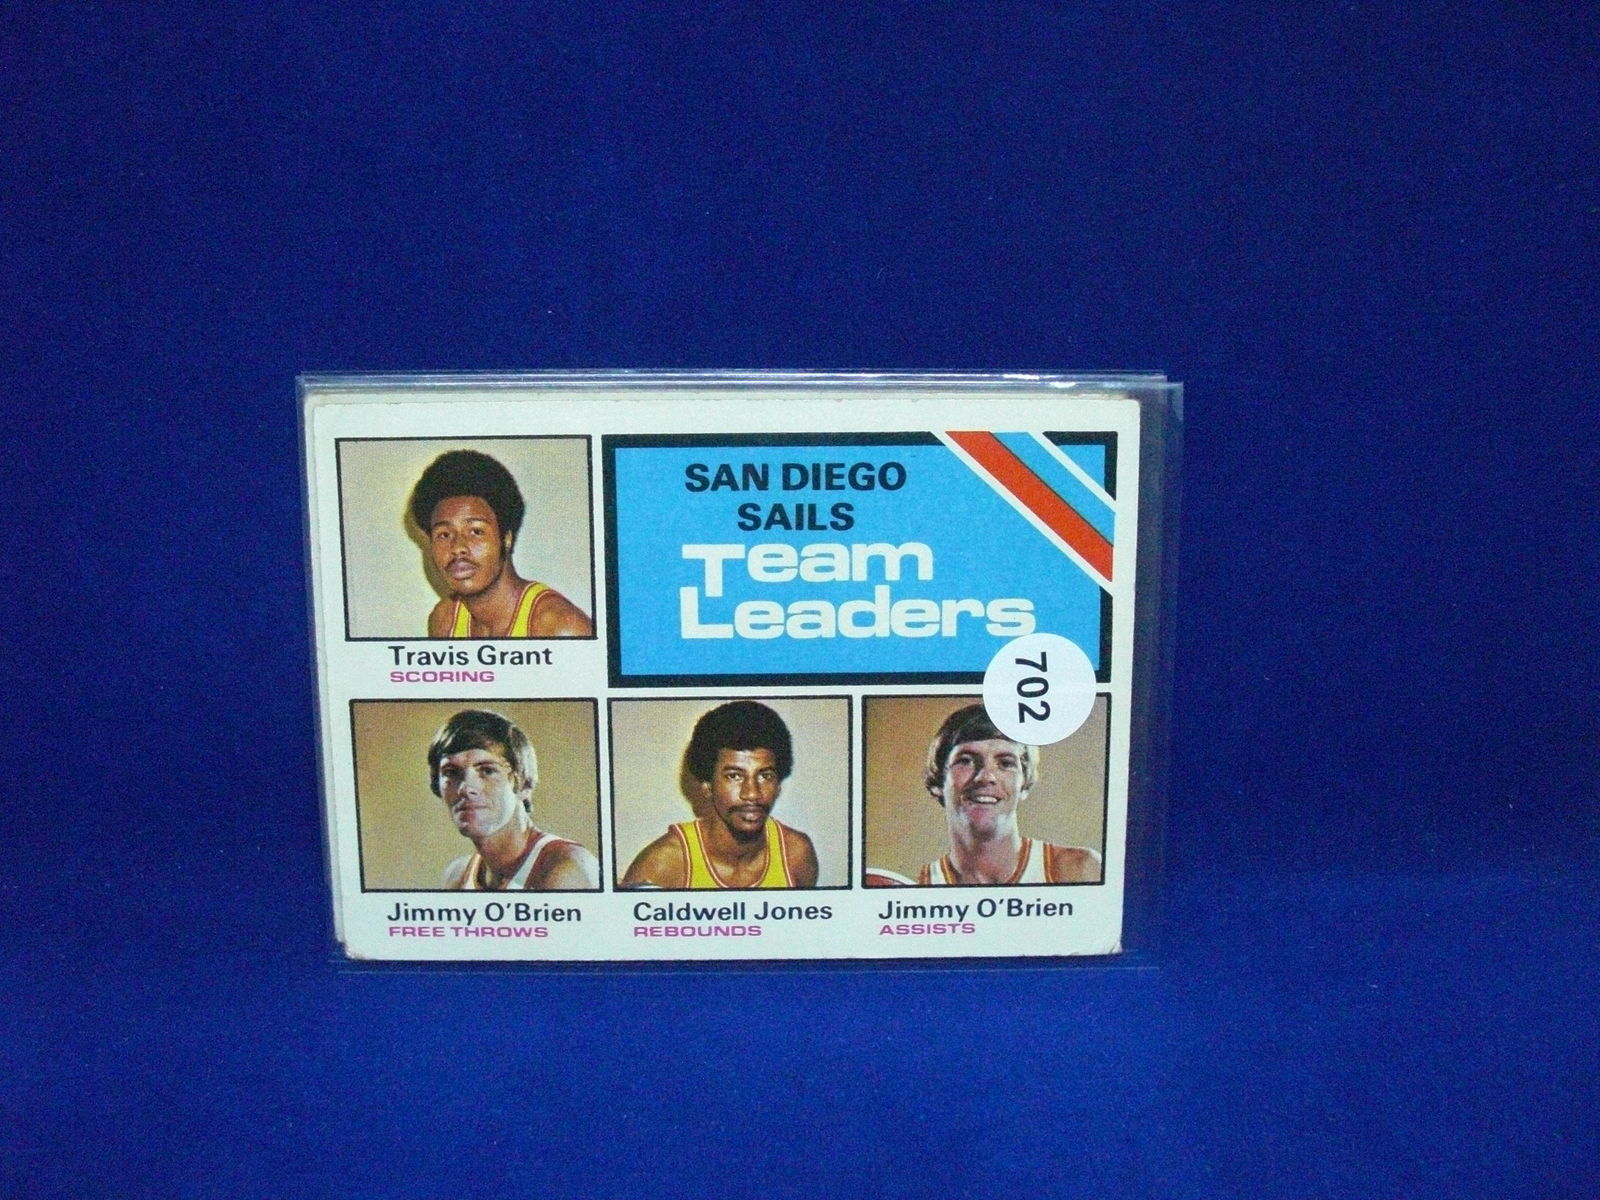 SAN DIEGO
SAILS
Team
Leaders
702
Travis Grant
SCORING
Jimmy O'Brien
FREE THROWS
Caldwell Jones
REBOUNDS
Jimmy O'Brien
ASSISTS